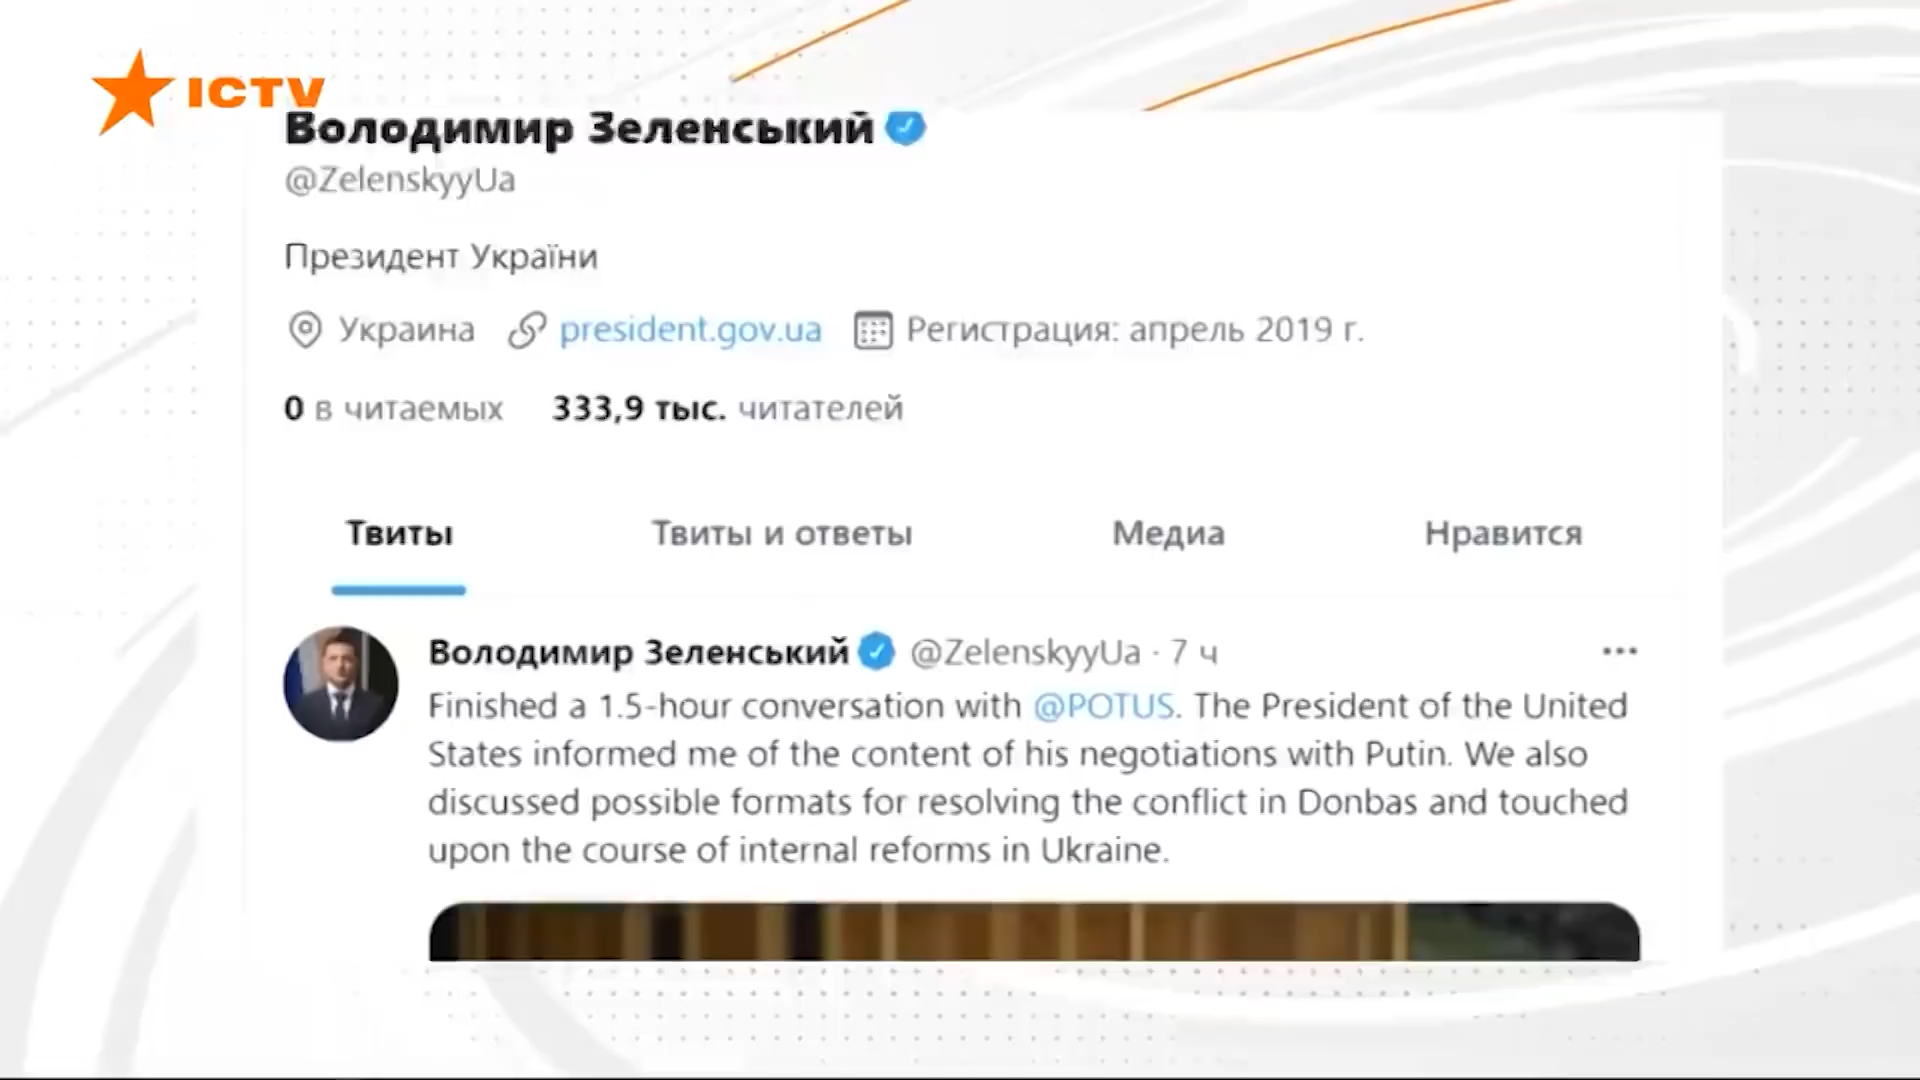 ICTV
Володимир Зеленський
@ZelenskyyUa
Президент України
Украина president.gov.ua Регистрация: апрель 2019 г.
0 в читаемых 333,9 тыс. читателей
Твиты Твиты и ответы Медиа Нравится
Володимир Зеленський @ZelenskyyUa · 7 ч
Finished a 1.5-hour conversation with @POTUS. The President of the United
States informed me of the content of his negotiations with Putin. We also
discussed possible formats for resolving the conflict in Donbas and touched
upon the course of internal reforms in Ukraine.